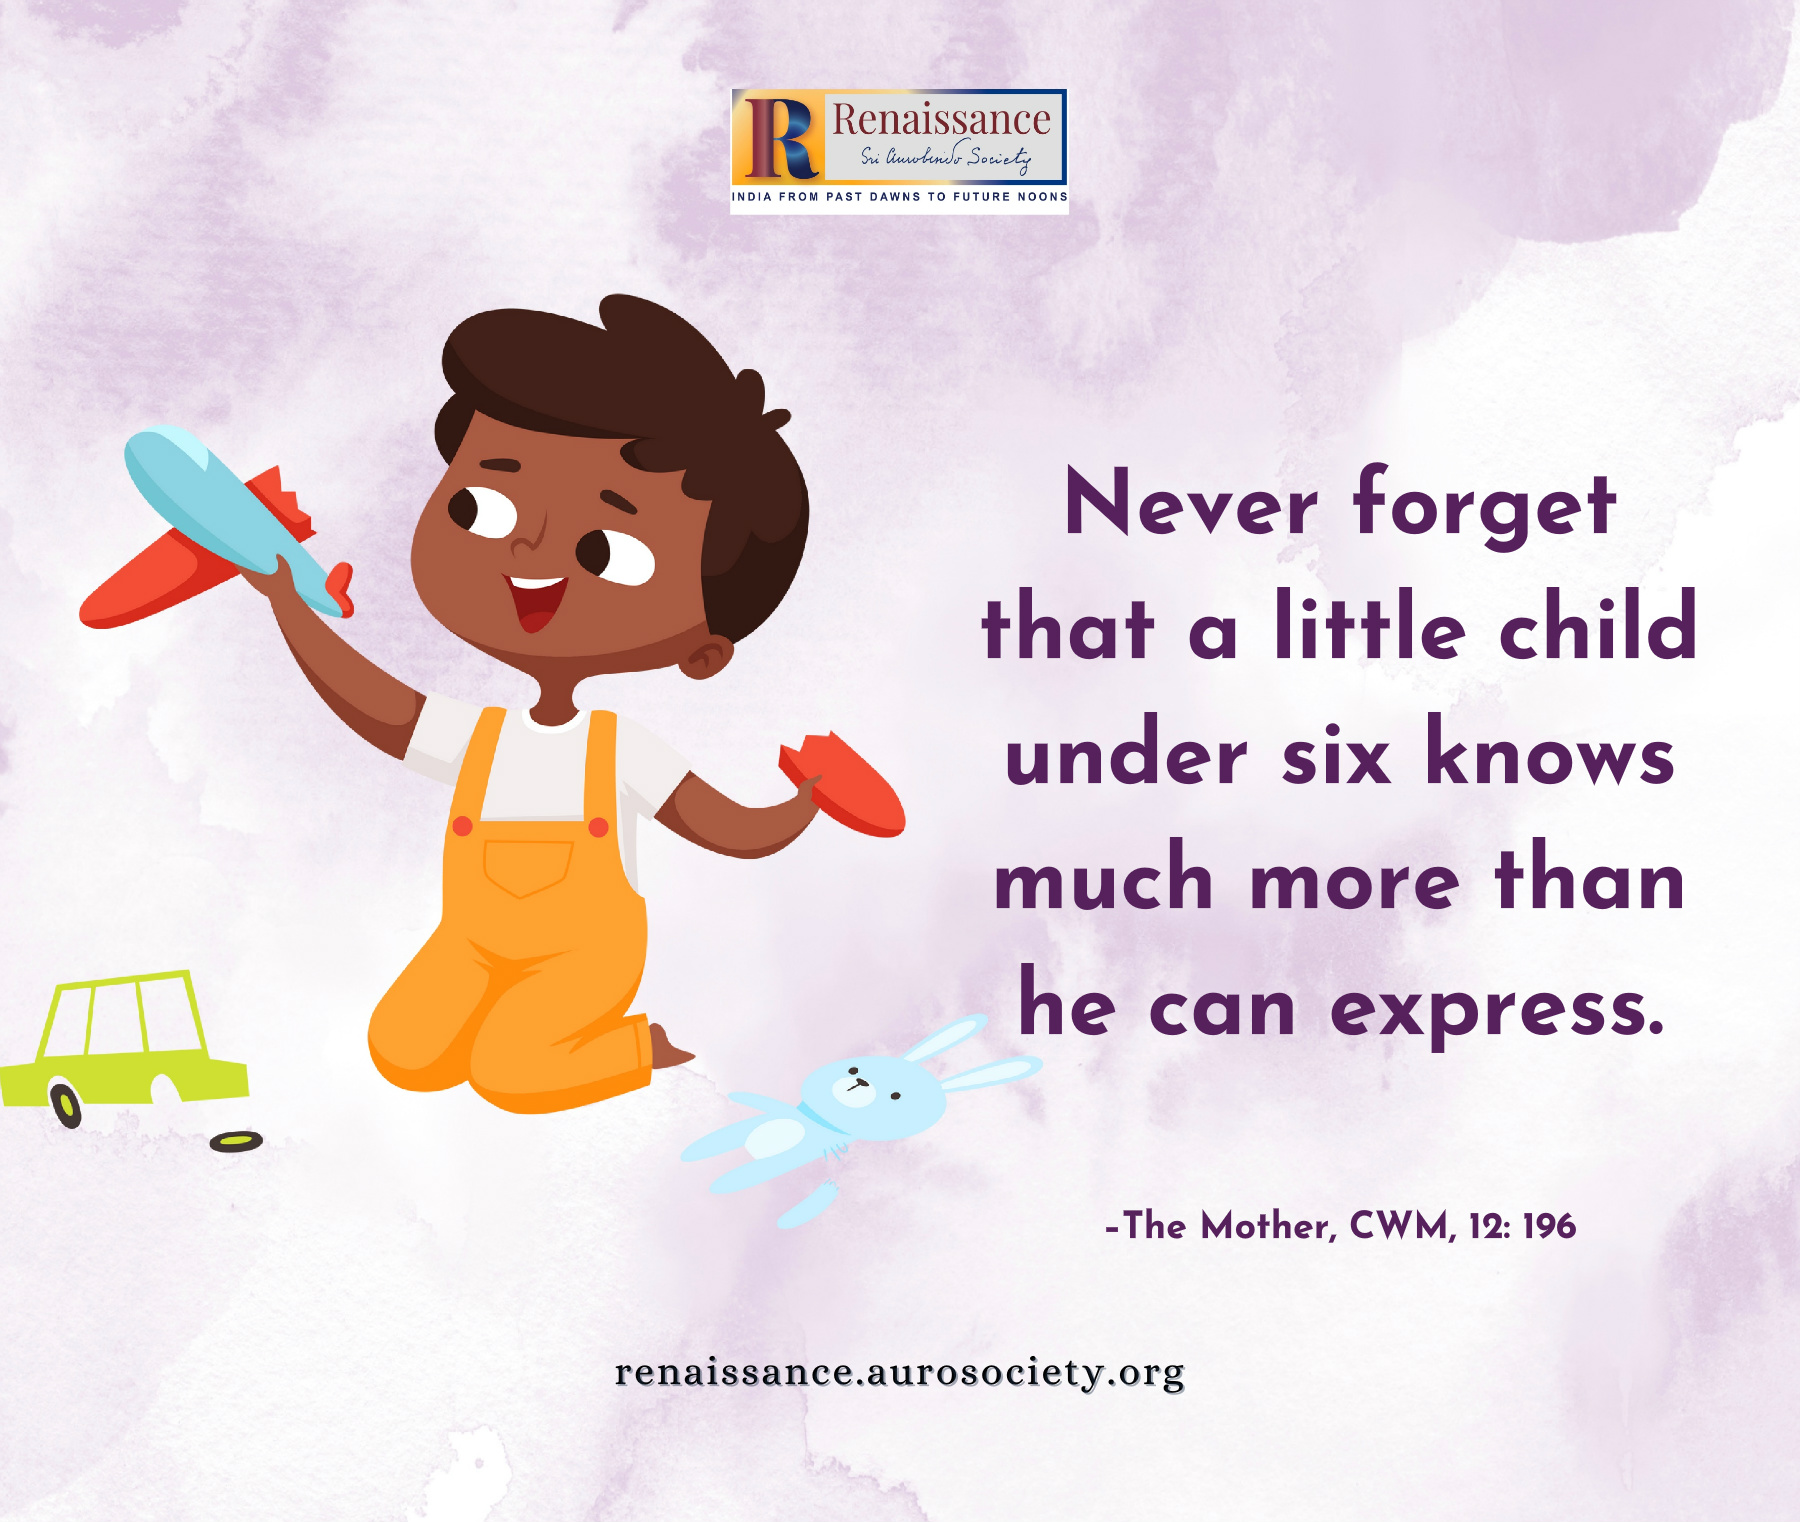 R Renaissance
Sri Aurobindo Society
INDIA FROM PAST DAWNS TO FUTURE NOONS
Never forget
that a little child
under six knows
much more than
he can express.
–The Mother, CWM, 12: 196
renaissance.aurosociety.org